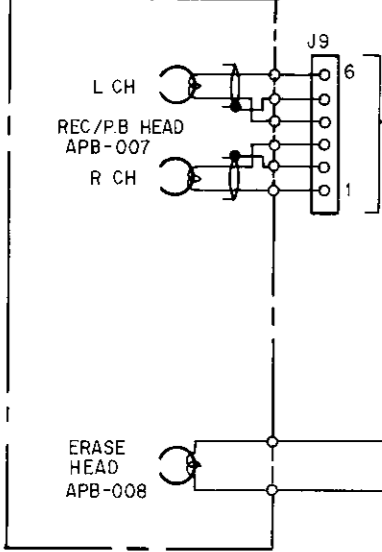 J9
L CH
6
REC/P.B HEAD
APB-007
R CH
1
ERASE
HEAD
APB-008